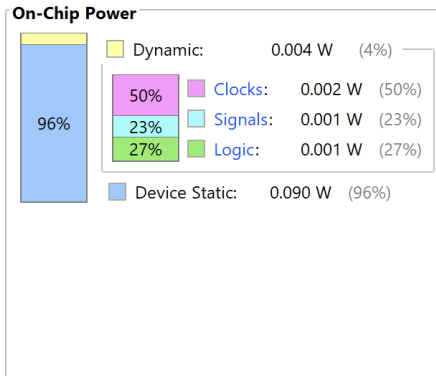 On-Chip Power
Dynamic: 0.004 W (4%)
50% Clocks: 0.002 W (50%)
96% 23% Signals: 0.001 W (23%)
27% Logic: 0.001 W (27%)
Device Static: 0.090 W (96%)